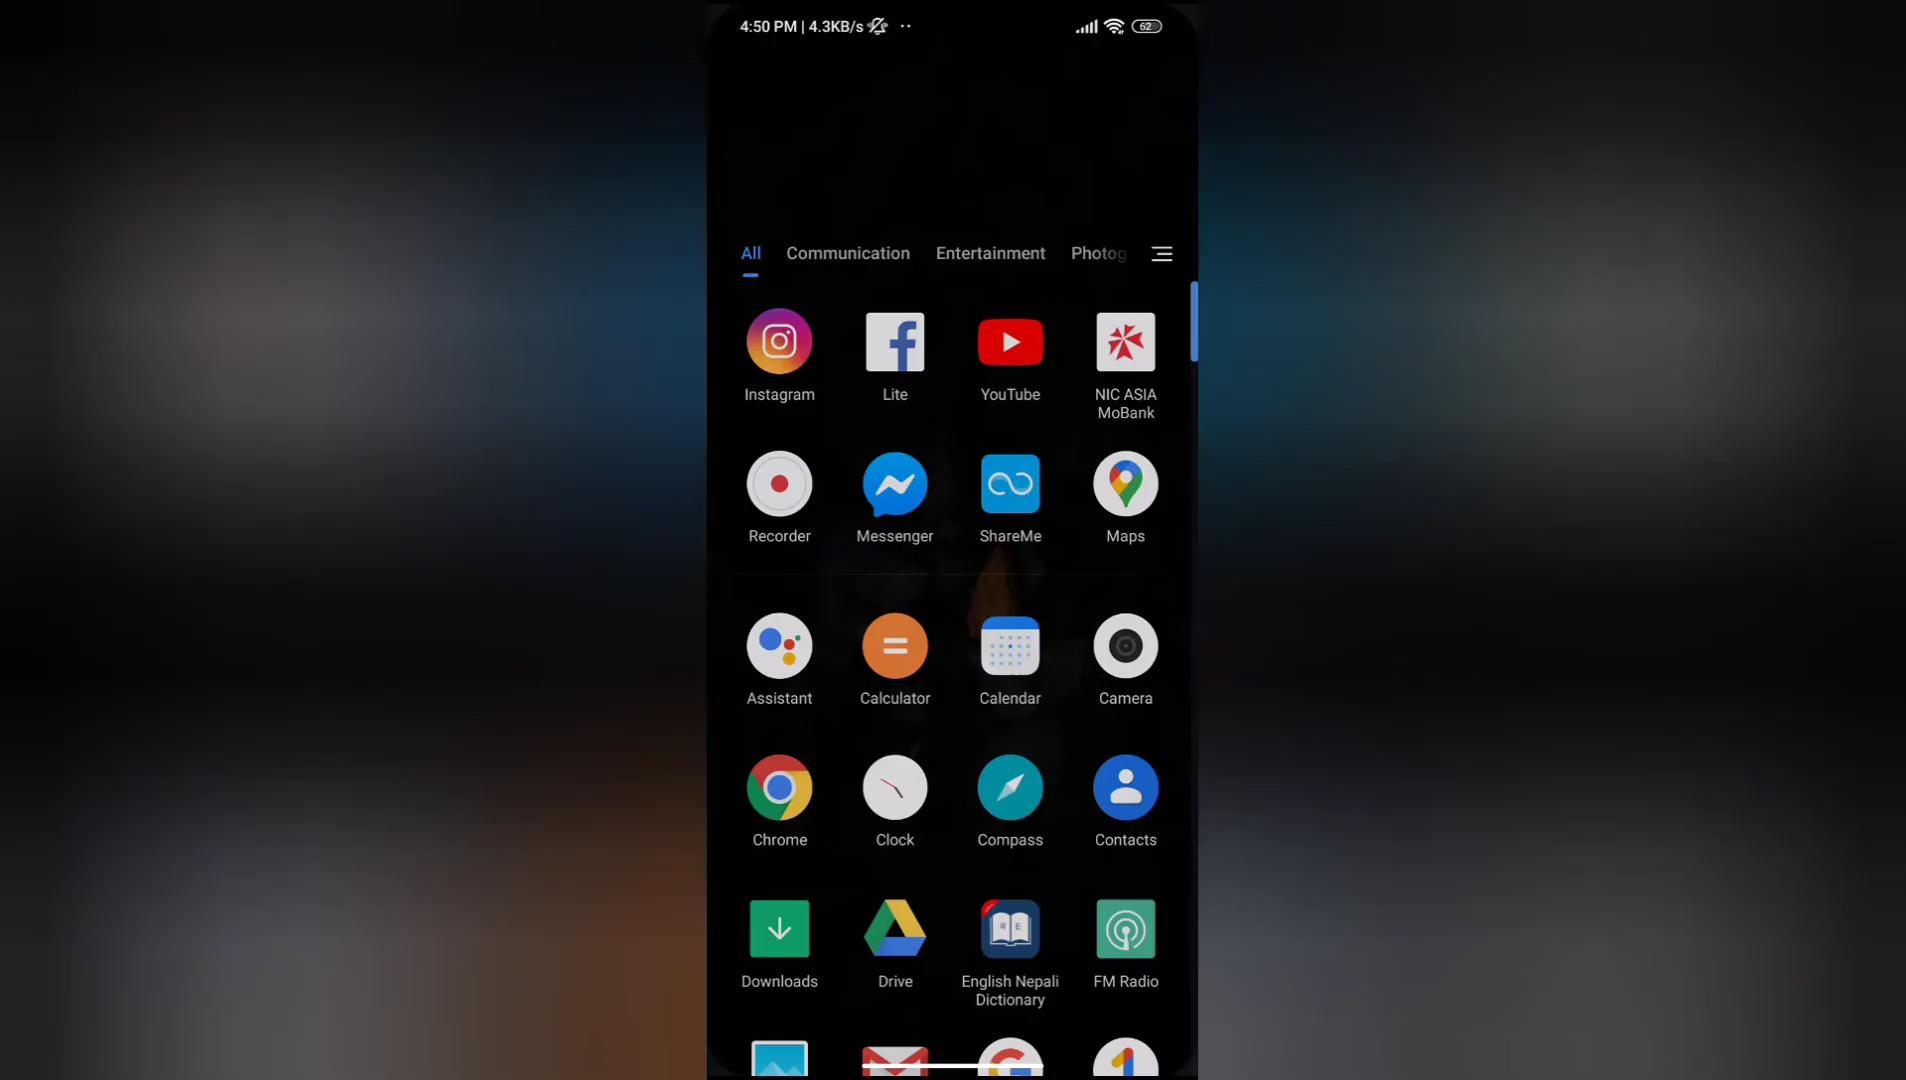 4:50 PM | 4.3KB/s
62
All Communication Entertainment Photog
Instagram Lite YouTube NIC ASIA
MoBank
Recorder Messenger ShareMe Maps
Assistant Calculator Calendar Camera
Chrome Clock Compass Contacts
Downloads Drive English Nepali FM Radio
Dictionary